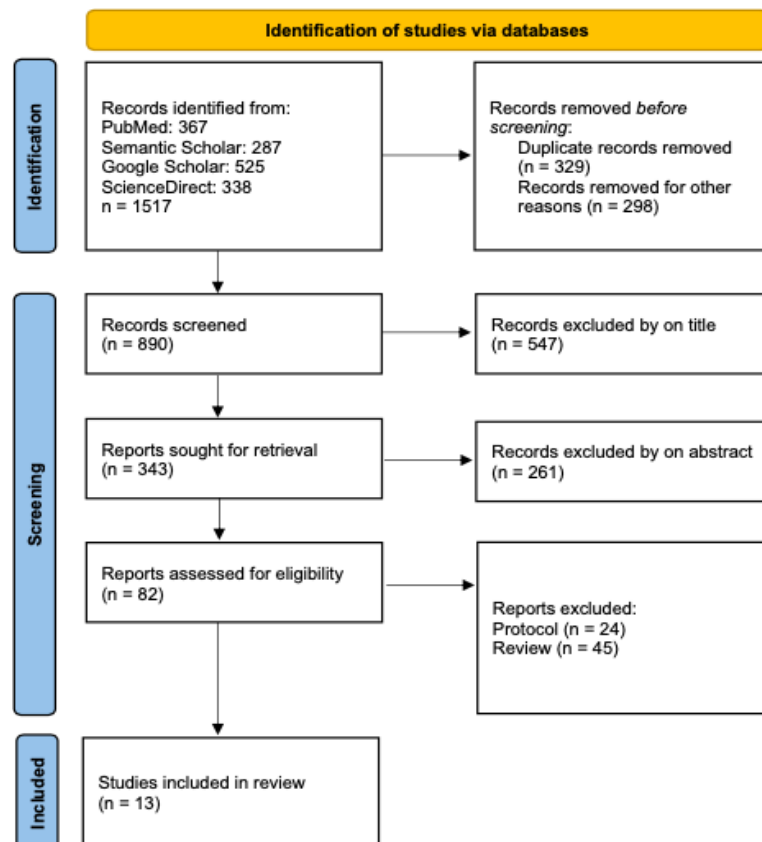 Identification of studies via databases
Identification
Records identified from:
PubMed: 367
Semantic Scholar: 287
Google Scholar: 525
ScienceDirect: 338
n = 1517
Records removed before
screening:
Duplicate records removed
(n = 329)
Records removed for other
reasons (n = 298)
Screening
Records screened
(n = 890)
Records excluded by on title
(n = 547)
Reports sought for retrieval
(n = 343)
Records excluded by on abstract
(n = 261)
Reports assessed for eligibility
(n = 82)
Reports excluded:
Protocol (n = 24)
Review (n = 45)
Included
Studies included in review
(n = 13)